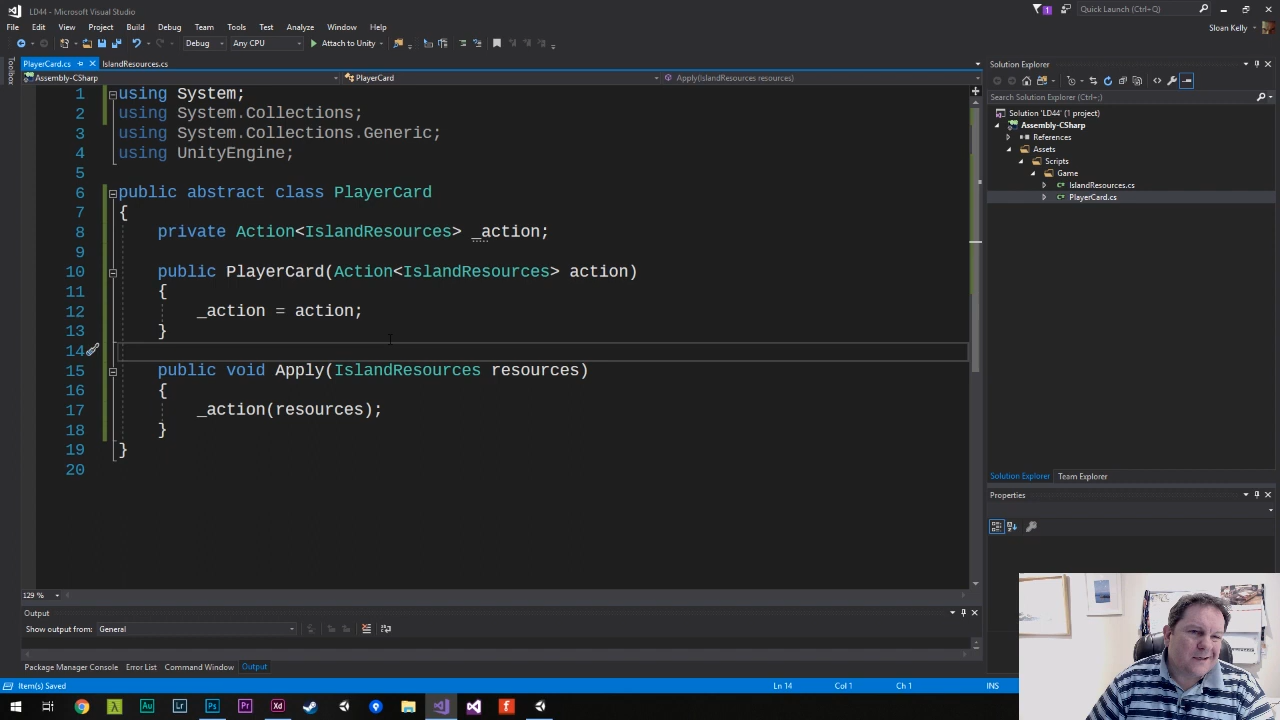 LD44 - Microsoft Visual Studio
1
Quick Launch (Ctrl+Q)
File Edit View Project Build Debug Team Tools Test Analyze Window Help
Sloan Kelly
Debug Any CPU Attach to Unity
Toolbox
PlayerCard.cs IslandResources.cs
Assembly-CSharp PlayerCard Apply(IslandResources resources)
1 using System;
2 using System.Collections;
3 using System.Collections.Generic;
4 using UnityEngine;
5
6 public abstract class PlayerCard
7 {
8 private Action<IslandResources> _action;
9
10 public PlayerCard(Action<IslandResources> action)
11 {
12 _action = action;
13 }
14
15 public void Apply(IslandResources resources)
16 {
17 _action(resources);
18 }
19 }
20
129 %
Output
Show output from: General
Package Manager Console Error List Command Window Output
Solution Explorer
Search Solution Explorer (Ctrl+;)
Solution 'LD44' (1 project)
Assembly-CSharp
References
Assets
Scripts
Game
IslandResources.cs
PlayerCard.cs
Solution Explorer Team Explorer
Properties
Item(s) Saved Ln 14 Col 1 Ch 1 INS
Au Lr Ps Pr Xd f